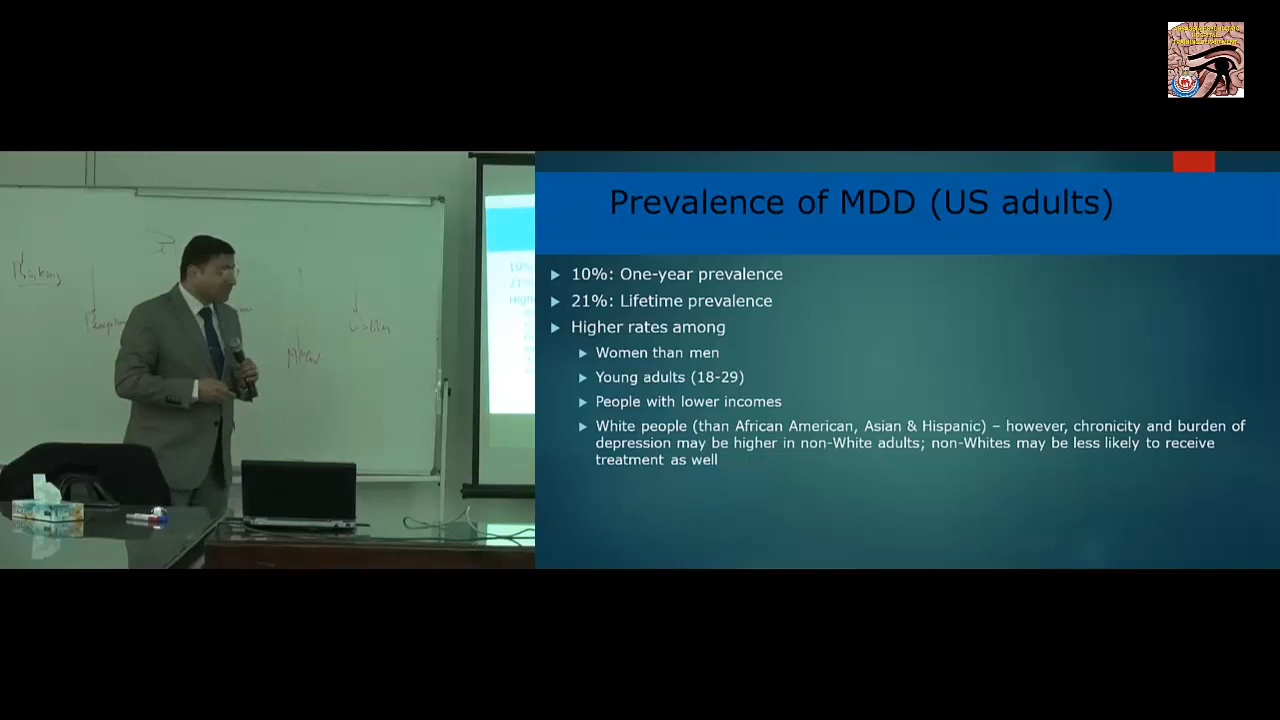 Thinking
Prevalence of MDD (US adults)
10%: One-year prevalence
21%: Lifetime prevalence
Higher rates among
Women than men
Young adults (18-29)
People with lower incomes
White people (than African American, Asian & Hispanic) – however, chronicity and burden of
depression may be higher in non-White adults; non-Whites may be less likely to receive
treatment as well